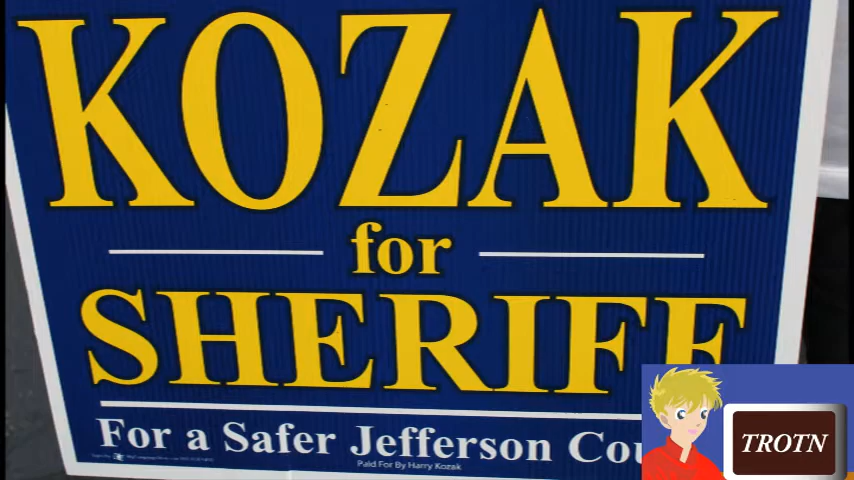 KOZAK
for
SHERIFF
For a Safer Jefferson Cou
Paid For By Harry Kozak
TROTN